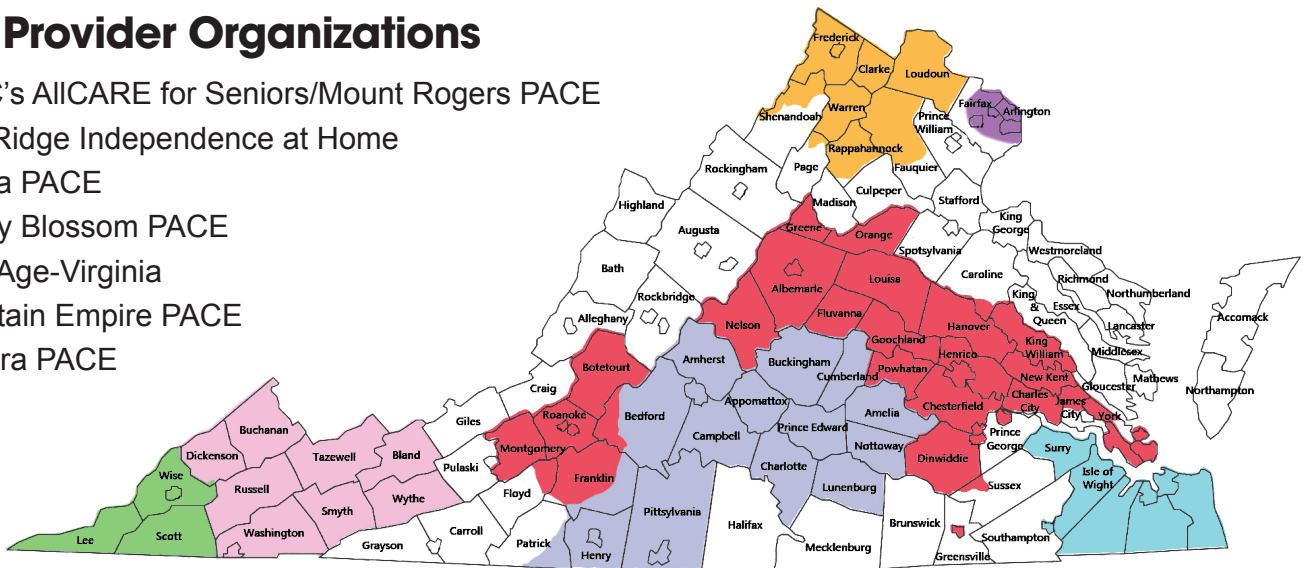 Provider Organizations
C's AllCARE for Seniors/Mount Rogers PACE
Ridge Independence at Home
a PACE
y Blossom PACE
Age-Virginia
tain Empire PACE
ra PACE
Frederick
Clarke
Loudoun
Warren
Shenandoah
Fairfax
Arlington
Prince
William
Rappahannock
Fauquier
Rockingham
Page
Culpeper
Madison
Stafford
Highland
King
George
Augusta
Greene
Orange
Spotsylvania
Westmoreland
Bath
Louisa
Caroline
Richmond
Albemarle
Northumberland
Rockbridge
King
&
Queen
Essex
Alleghany
Nelson
Fluvanna
Hanover
Lancaster
Accomack
Goochland
King
William
Amherst
Buckingham
Henrico
Middlesex
Botetourt
Cumberland
Powhatan
New Kent
Mathews
Craig
Gloucester
Northampton
Appomattox
Charles
City
James
City
Chesterfield
York
Roanoke
Bedford
Amelia
Giles
Prince Edward
Buchanan
Campbell
Prince
George
Montgomery
Nottoway
Surry
Dickenson
Tazewell
Bland
Dinwiddie
Pulaski
Charlotte
Isle of
Wight
Wise
Franklin
Russell
Lunenburg
Sussex
Wythe
Floyd
Smyth
Pittsylvania
Brunswick
Halifax
Washington
Carroll
Scott
Lee
Southampton
Patrick
Grayson
Mecklenburg
Henry
Greensville